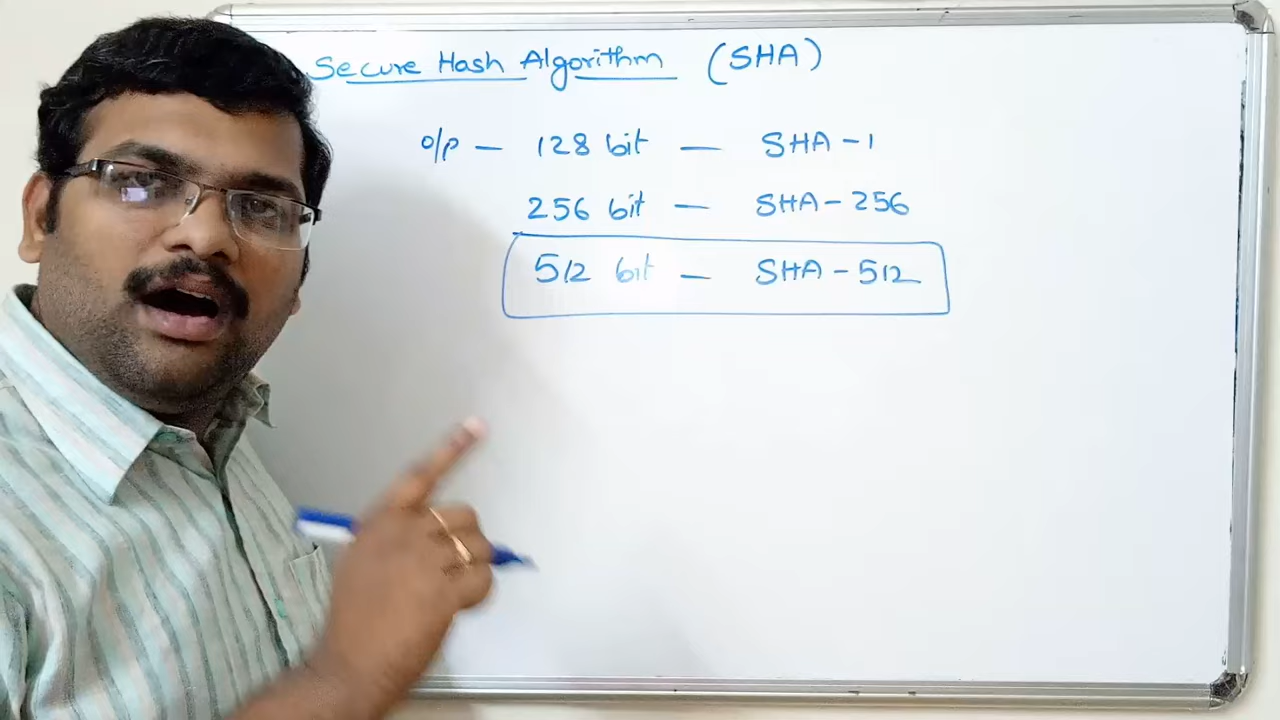 Secure Hash Algorithm (SHA)
o/p - 128 bit - SHA-1
256 bit - SHA-256
512 bit - SHA-512